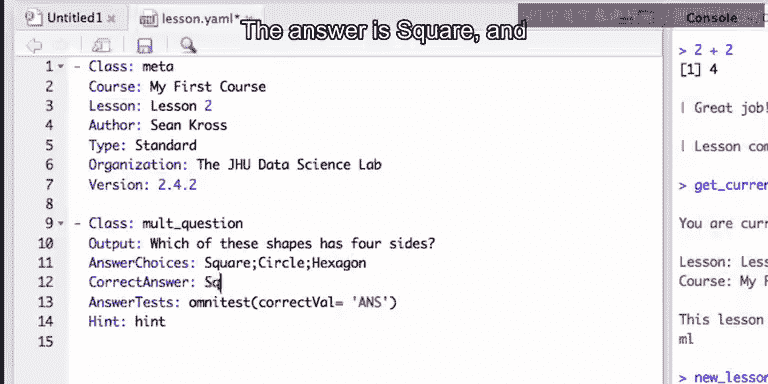 Untitled1
lesson.yaml*
Console
The answer is Square, and
1 - Class: meta
2 Course: My First Course
3 Lesson: Lesson 2
4 Author: Sean Kross
5 Type: Standard
6 Organization: The JHU Data Science Lab
7 Version: 2.4.2
8
9 - Class: mult_question
10 Output: Which of these shapes has four sides?
11 AnswerChoices: Square;Circle;Hexagon
12 CorrectAnswer: Sq
13 AnswerTests: omnitest(correctVal= 'ANS')
14 Hint: hint
15
> 2 + 2
[1] 4
| Great job!
| Lesson com
> get_curren
You are curr
Lesson: Less
Course: My F
This lesson
ml
> new_lesson